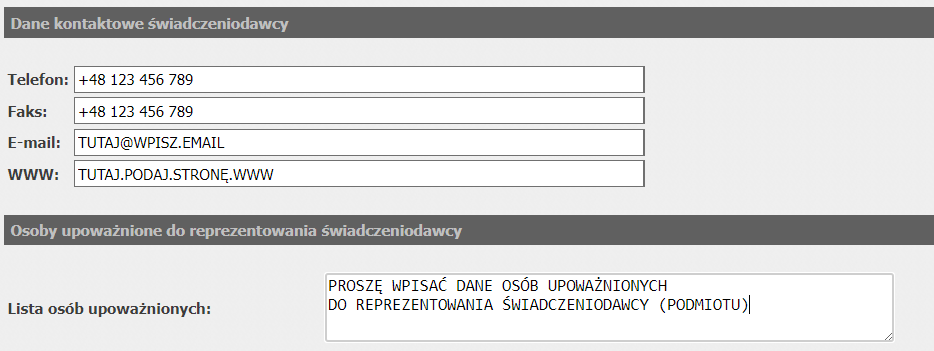 Dane kontaktowe świadczeniodawcy
Telefon: +48 123 456 789
Faks: +48 123 456 789
E-mail: TUTAJ@WPISZ.EMAIL
WWW: TUTAJ.PODAJ.STRONĘ.WWW
Osoby upoważnione do reprezentowania świadczeniodawcy
PROSZĘ WPISAĆ DANE OSÓB UPOWAŻNIONYCH
Lista osób upoważnionych:
DO REPREZENTOWANIA ŚWIADCZENIODAWCY (PODMIOTU)